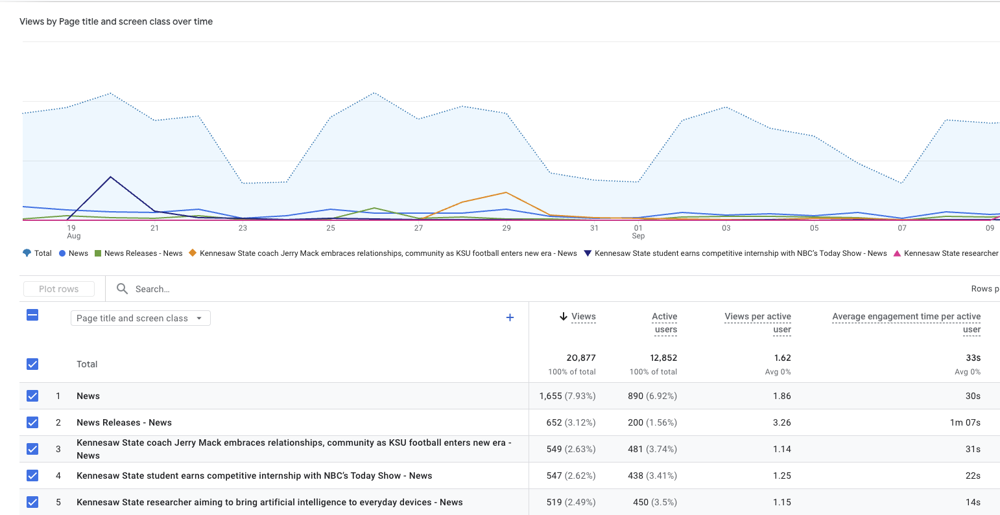 Views by Page title and screen class over time
19 21 23 25 27 29 31 01 03 05 07 09
Aug Sep
Total News News Releases - News Kennesaw State coach Jerry Mack embraces relationships, community as KSU football enters new era - News Kennesaw State student earns competitive internship with NBC’s Today Show - News Kennesaw State researcher
Plot rows Search... Rows p
Page title and screen class + Views Active users Views per active user Average engagement time per active user
Total 20,877 12,852 1.62 33s
100% of total 100% of total Avg 0% Avg 0%
1 News 1,655 (7.93%) 890 (6.92%) 1.86 30s
2 News Releases - News 652 (3.12%) 200 (1.56%) 3.26 1m 07s
3 Kennesaw State coach Jerry Mack embraces relationships, community as KSU football enters new era - News 549 (2.63%) 481 (3.74%) 1.14 31s
4 Kennesaw State student earns competitive internship with NBC’s Today Show - News 547 (2.62%) 438 (3.41%) 1.25 22s
5 Kennesaw State researcher aiming to bring artificial intelligence to everyday devices - News 519 (2.49%) 450 (3.5%) 1.15 14s